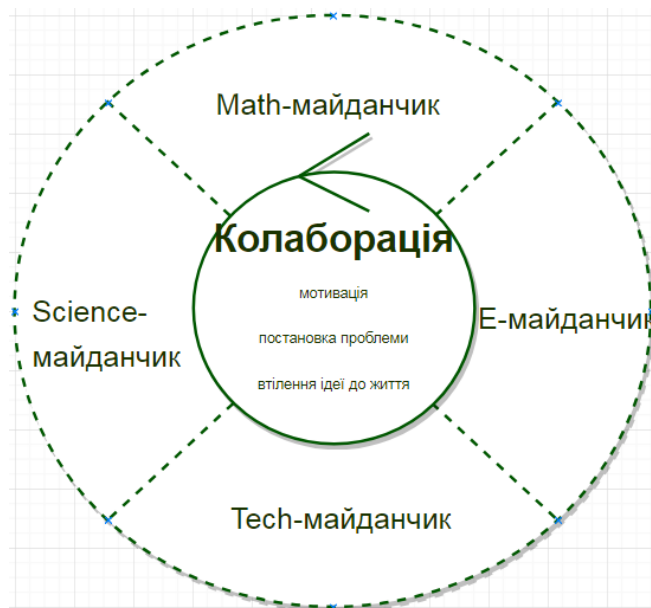 Math-майданчик
Колаборація
мотивація
постановка проблеми
втілення ідеї до життя
Science-
майданчик
E-майданчик
Tech-майданчик